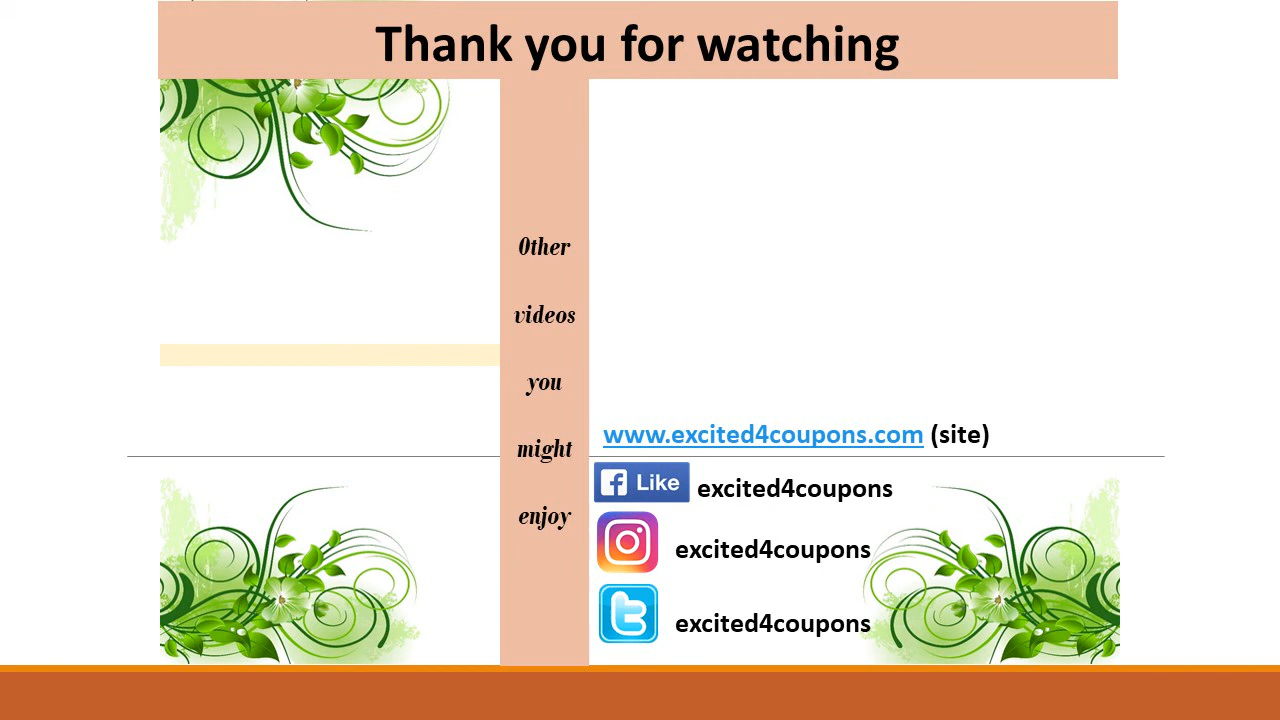 Thank you for watching
0ther
videos
you
might
enjoy
www.excited4coupons.com (site)
Like excited4coupons
excited4coupons
excited4coupons